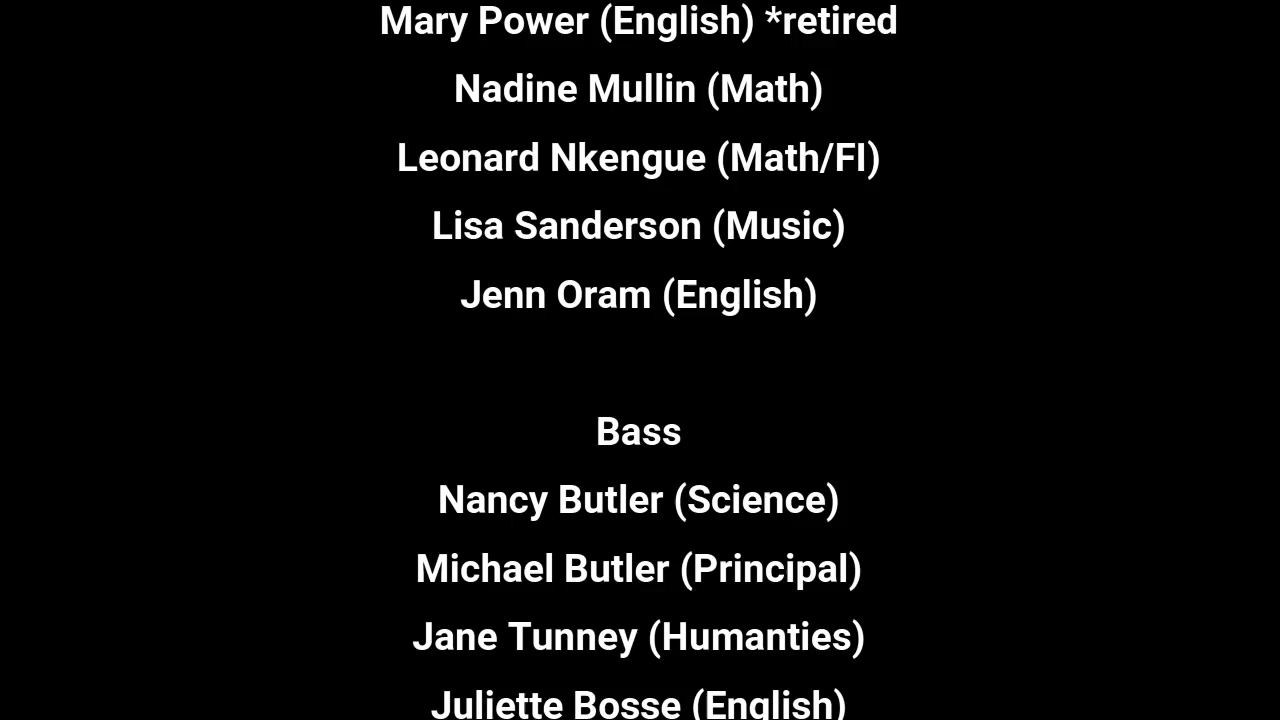 Mary Power (English) *retired
Nadine Mullin (Math)
Leonard Nkengue (Math/FI)
Lisa Sanderson (Music)
Jenn Oram (English)
Bass
Nancy Butler (Science)
Michael Butler (Principal)
Jane Tunney (Humanties)
Juliette Bosse (English)